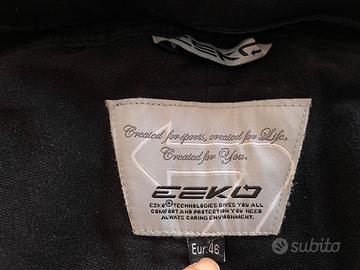 EEKO
Created for sports, created for Life,
Created for You.
EEKO
EZKO® TECHNOLOGIES GIVES YOU ALL
COMFORT AND PROTECTION YOU NEED
ALWAYS CARING ENVIRONMENT.
Eur.46
subito